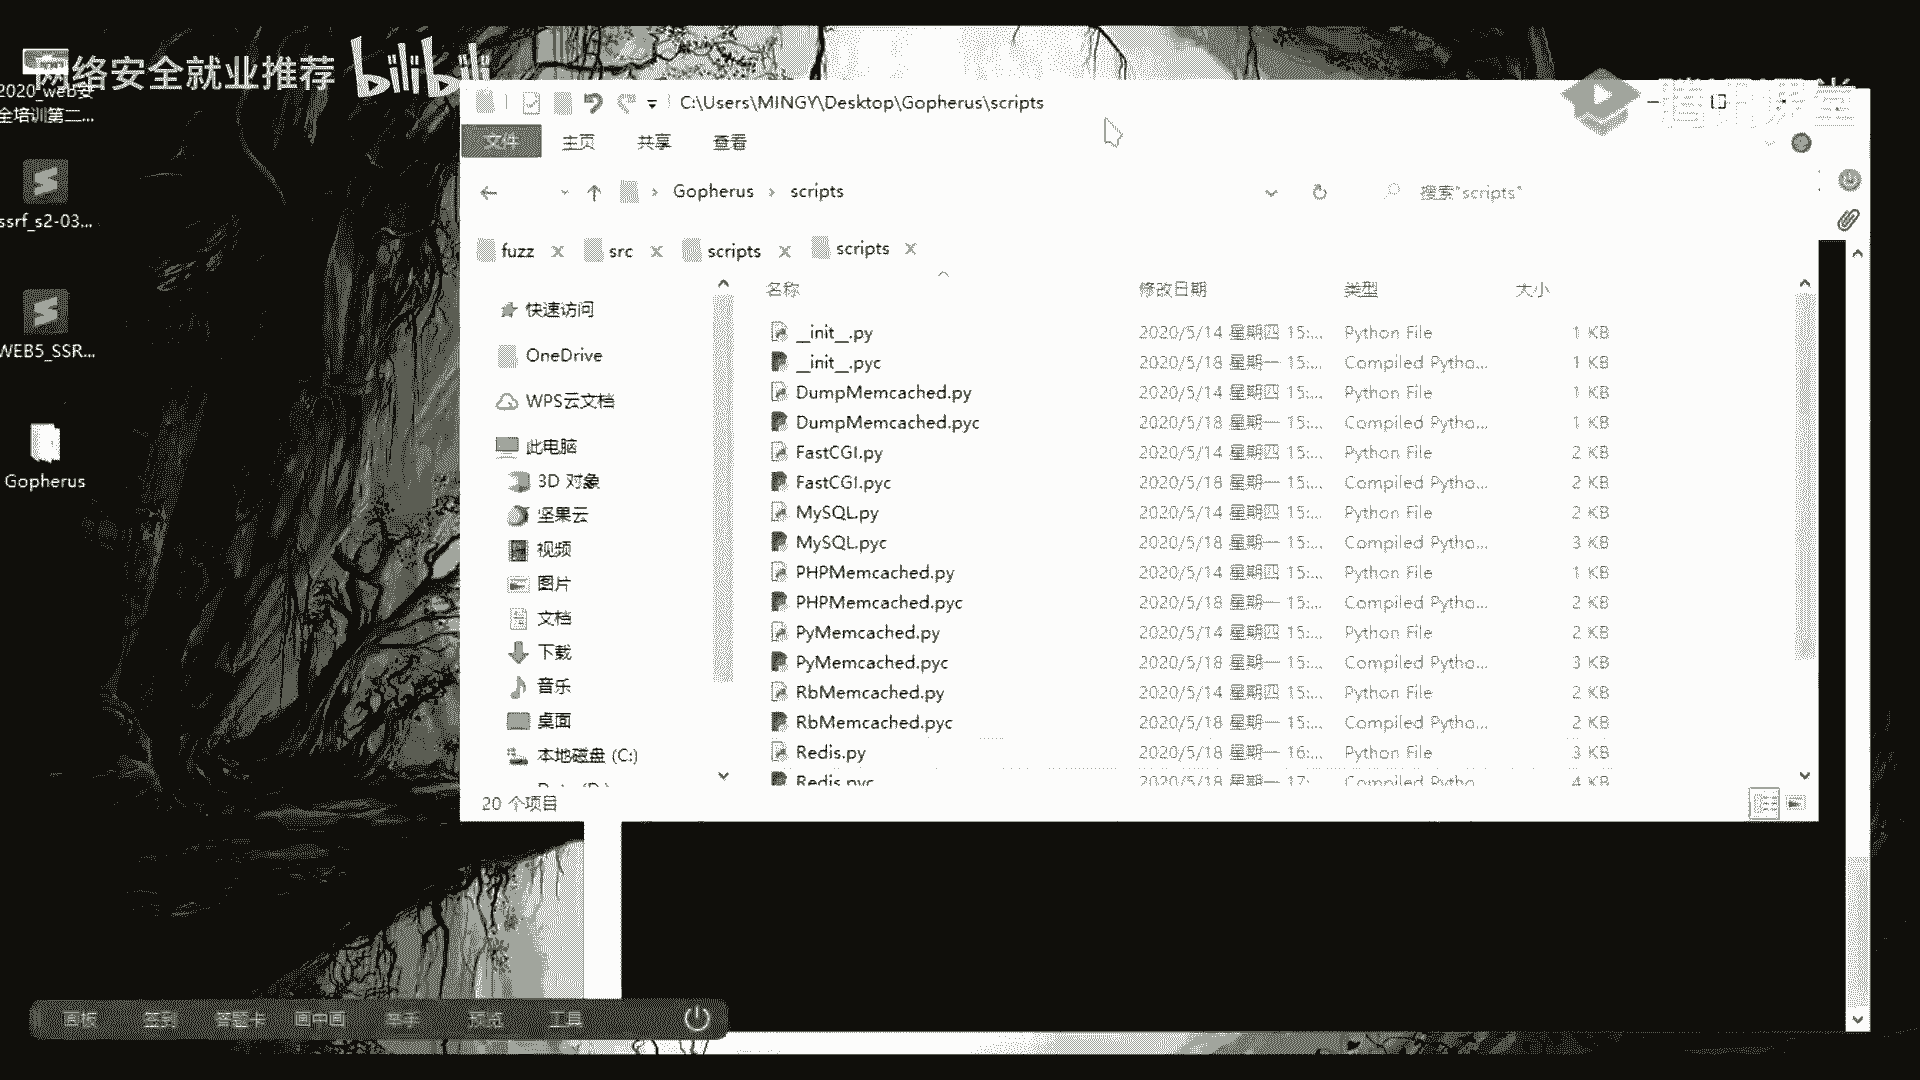 网络安全就业推荐
bilibili
腾讯课堂
2020_web安
全培训第二...
ssrf_s2-03...
WEB5_SSR...
Gopherus
C:\Users\MINGY\Desktop\Gopherus\scripts
文件 主页 共享 查看
Gopherus › scripts
搜索"scripts"
fuzz src scripts scripts
名称 修改日期 类型 大小
快速访问
OneDrive
WPS云文档
此电脑
3D 对象
坚果云
视频
图片
文档
下载
音乐
桌面
本地磁盘 (C:)
__init__.py 2020/5/14 星期四 15:... Python File 1 KB
__init__.pyc 2020/5/18 星期一 15:... Compiled Pytho... 1 KB
DumpMemcached.py 2020/5/14 星期四 15:... Python File 1 KB
DumpMemcached.pyc 2020/5/18 星期一 15:... Compiled Pytho... 1 KB
FastCGI.py 2020/5/14 星期四 15:... Python File 2 KB
FastCGI.pyc 2020/5/18 星期一 15:... Compiled Pytho... 2 KB
MySQL.py 2020/5/14 星期四 15:... Python File 2 KB
MySQL.pyc 2020/5/18 星期一 15:... Compiled Pytho... 3 KB
PHPMemcached.py 2020/5/14 星期四 15:... Python File 1 KB
PHPMemcached.pyc 2020/5/18 星期一 15:... Compiled Pytho... 2 KB
PyMemcached.py 2020/5/14 星期四 15:... Python File 2 KB
PyMemcached.pyc 2020/5/18 星期一 15:... Compiled Pytho... 3 KB
RbMemcached.py 2020/5/14 星期四 15:... Python File 2 KB
RbMemcached.pyc 2020/5/18 星期一 15:... Compiled Pytho... 2 KB
Redis.py 2020/5/18 星期一 16:... Python File 3 KB
Redis.pyc 2020/5/18 星期一 17:... Compiled Pytho... 4 KB
20 个项目
画板 签到 答题卡 画中画 举手 预览 工具